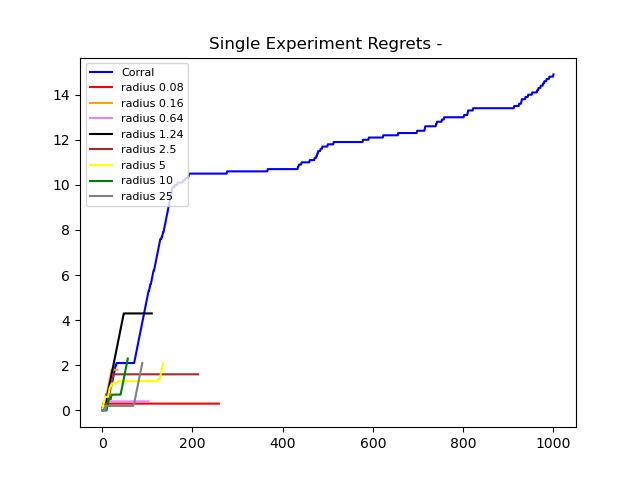 Single Experiment Regrets -
Corral
radius 0.08
radius 0.16
radius 0.64
radius 1.24
radius 2.5
radius 5
radius 10
radius 25
14
12
10
8
6
4
2
0
0 200 400 600 800 1000